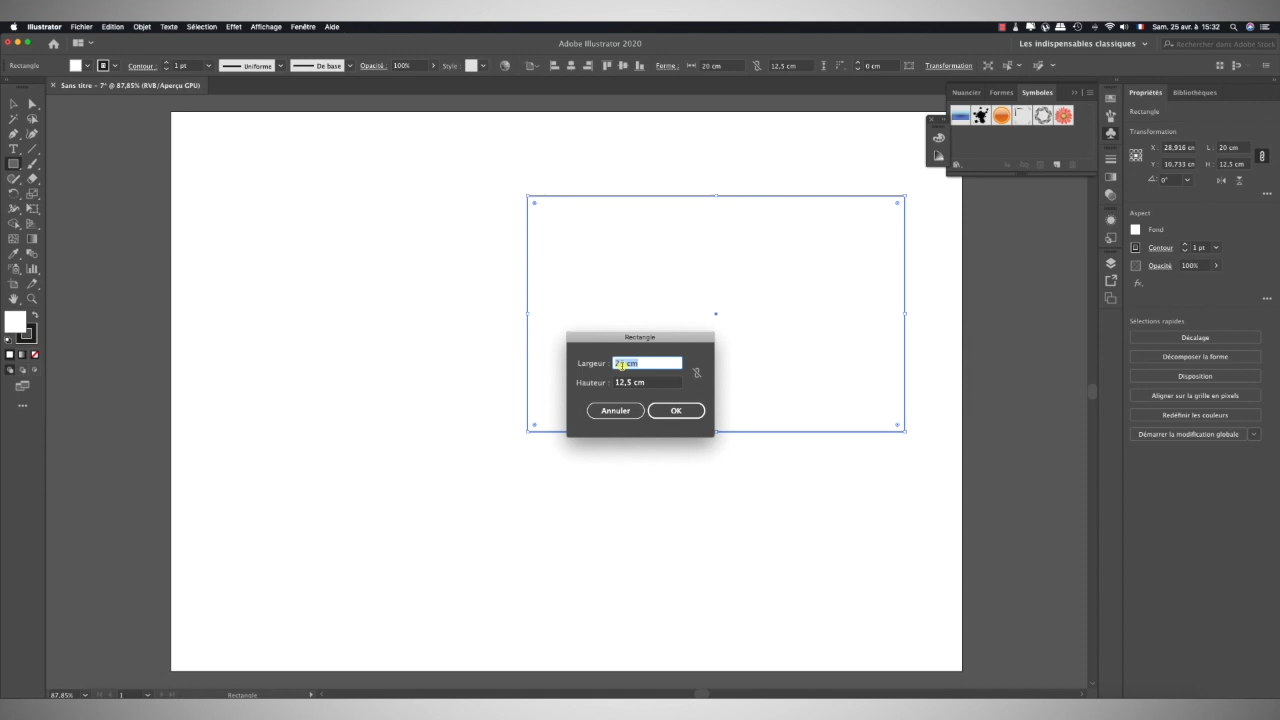 Illustrator Fichier Edition Objet Texte Sélection Effet Affichage Fenêtre Aide
Sam. 25 avr. à 15:32
Adobe Illustrator 2020
Les indispensables classiques
Rechercher dans Adobe Stock
Rectangle Contour : 1 pt Uniforme De base Opacité : 100% Style : Forme : 20 cm 12,5 cm 0 cm Transformation
Sans titre - 7* @ 87,85% (RVB/Aperçu GPU)
Nuancier Formes Symboles
Propriétés Bibliothèques
Rectangle
Transformation
X : 28,916 cm L : 20 cm
Y : 10,733 cm H : 12,5 cm
0°
Aspect
Fond
Contour 1 pt
Opacité 100%
fx.
Sélections rapides
Décalage
Décomposer la forme
Disposition
Aligner sur la grille en pixels
Redéfinir les couleurs
Démarrer la modification globale
Rectangle
Largeur : cm
Hauteur : 12,5 cm
Annuler OK
87,85% 1 Rectangle